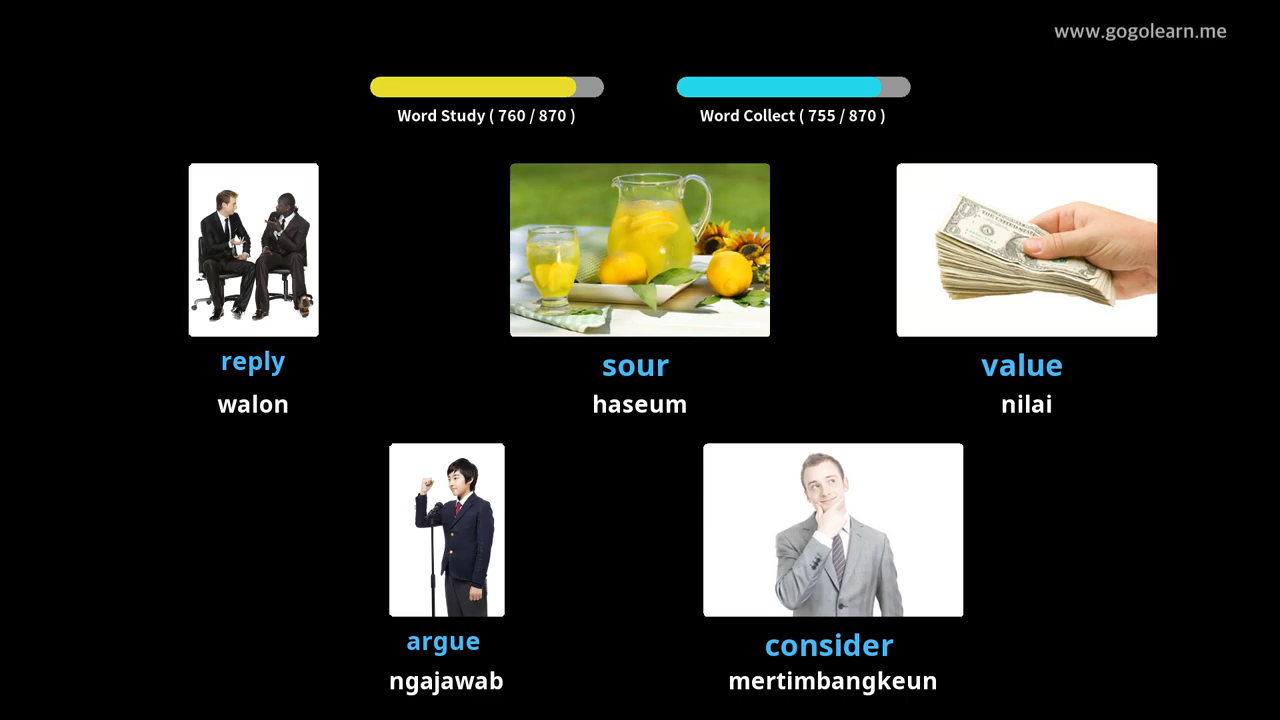 www.gogolearn.me
Word Study ( 760 / 870 )
Word Collect ( 755 / 870 )
reply
walon
sour
haseum
value
nilai
argue
ngajawab
consider
mertimbangkeun